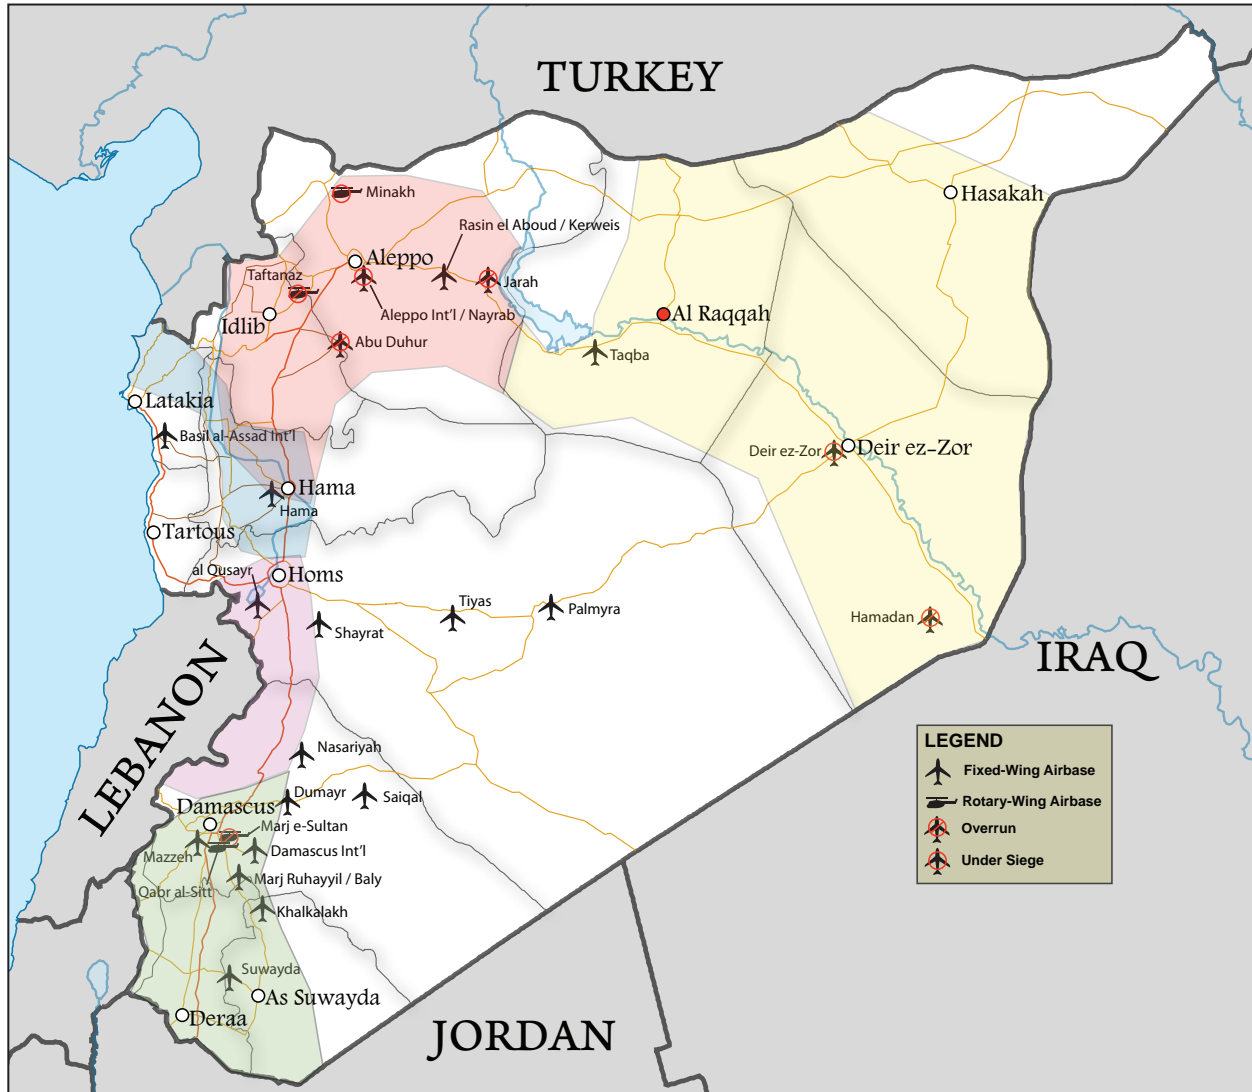 TURKEY
Minakh
Hasakah
Rasin el Aboud / Kerweis
Aleppo
Taftanaz
Jarah
Aleppo Int'l / Nayrab
Idlib
Al Raqqah
Abu Duhur
Taqba
Latakia
Basil al-Assad Int'l
Deir ez-Zor
Deir ez-Zor
Hama
Hama
Tartous
al Qusayr
Homs
Tiyas
Palmyra
Shayrat
Hamadan
IRAQ
LEBANON
Nasariyah
Dumayr
Saiqal
Damascus
Marj e-Sultan
Mazzeh
Damascus Int'l
Qabr al-Sitt
Marj Ruhayyil / Baly
Khalkalakh
Suwayda
As Suwayda
Deraa
JORDAN
LEGEND
Fixed-Wing Airbase
Rotary-Wing Airbase
Overrun
Under Siege